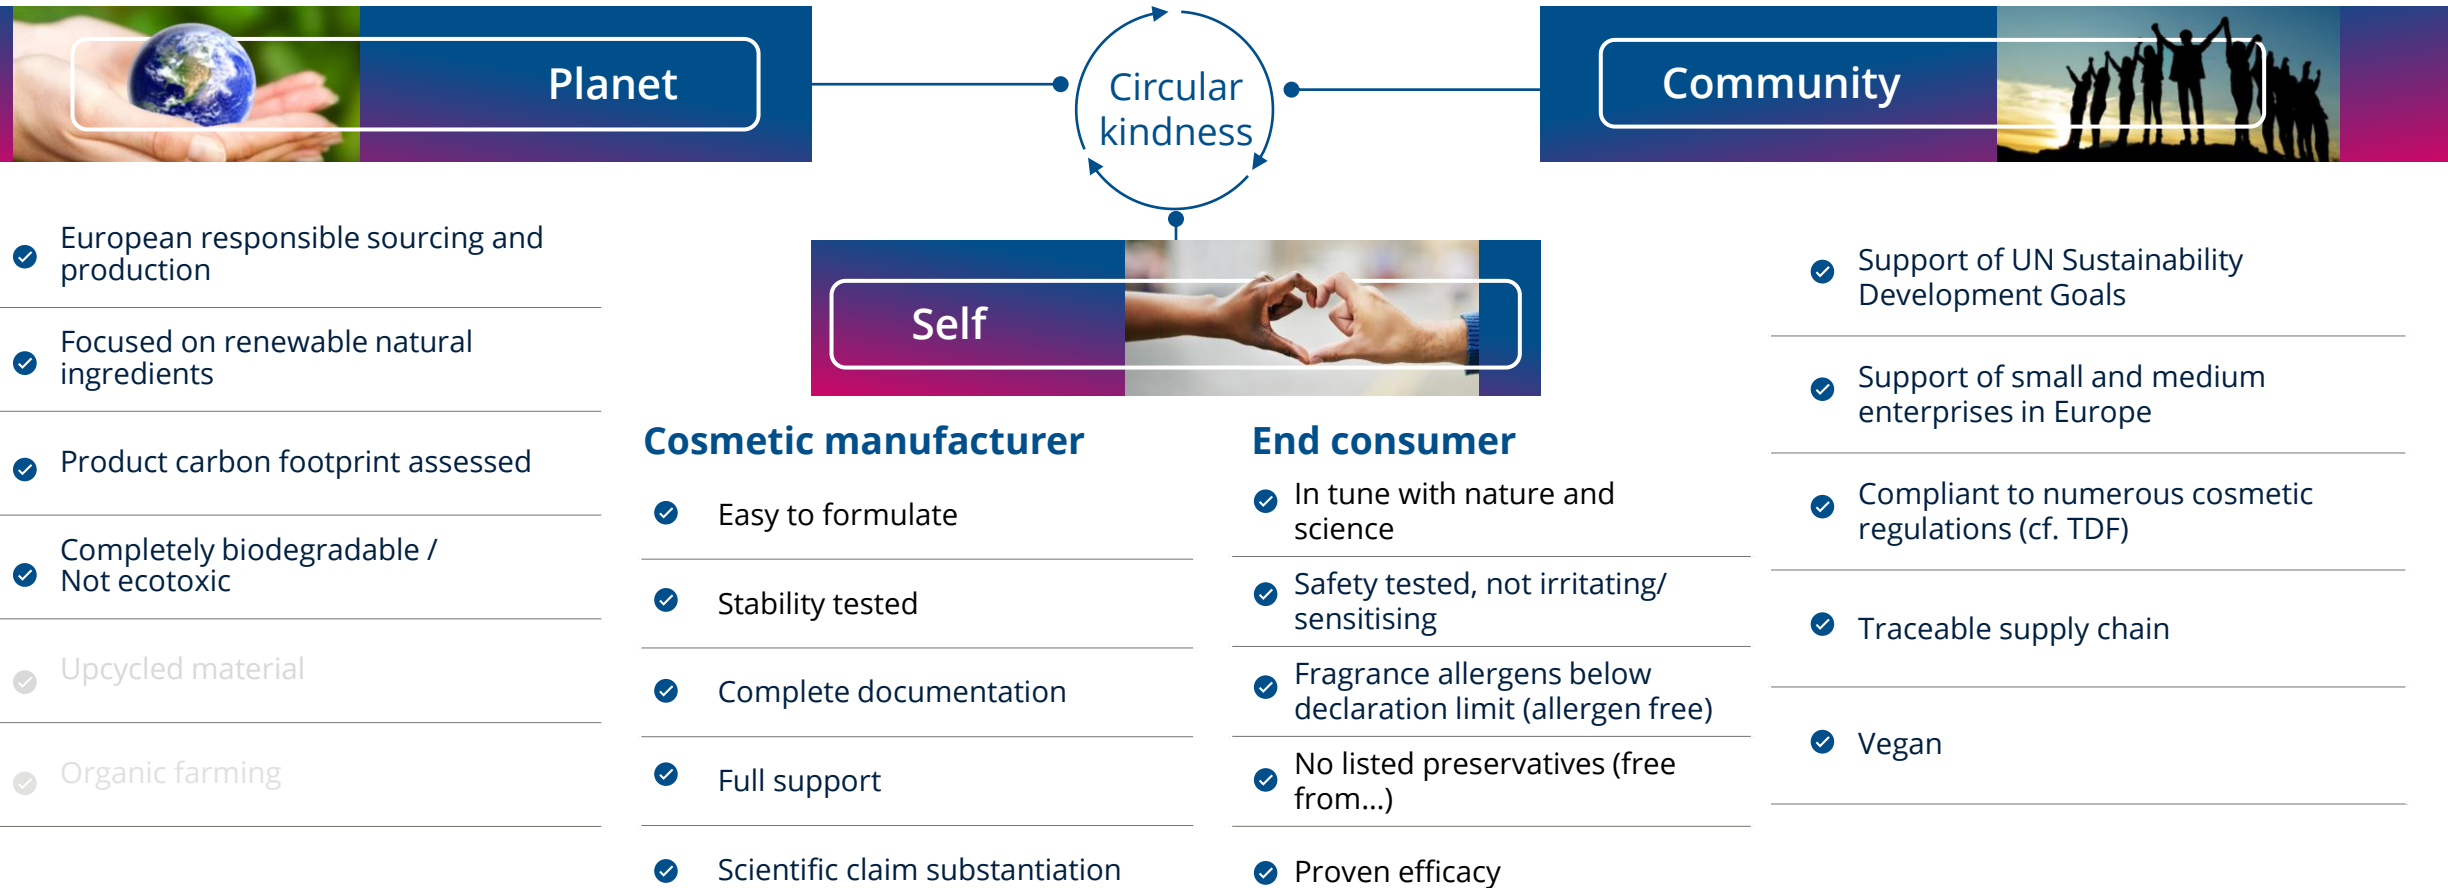 Planet
Circular
kindness
Community
Self
European responsible sourcing and
production
Focused on renewable natural
ingredients
Product carbon footprint assessed
Completely biodegradable /
Not ecotoxic
Upcycled material
Organic farming
Cosmetic manufacturer
Easy to formulate
Stability tested
Complete documentation
Full support
Scientific claim substantiation
End consumer
In tune with nature and
science
Safety tested, not irritating/
sensitising
Fragrance allergens below
declaration limit (allergen free)
No listed preservatives (free
from...)
Proven efficacy
Support of UN Sustainability
Development Goals
Support of small and medium
enterprises in Europe
Compliant to numerous cosmetic
regulations (cf. TDF)
Traceable supply chain
Vegan